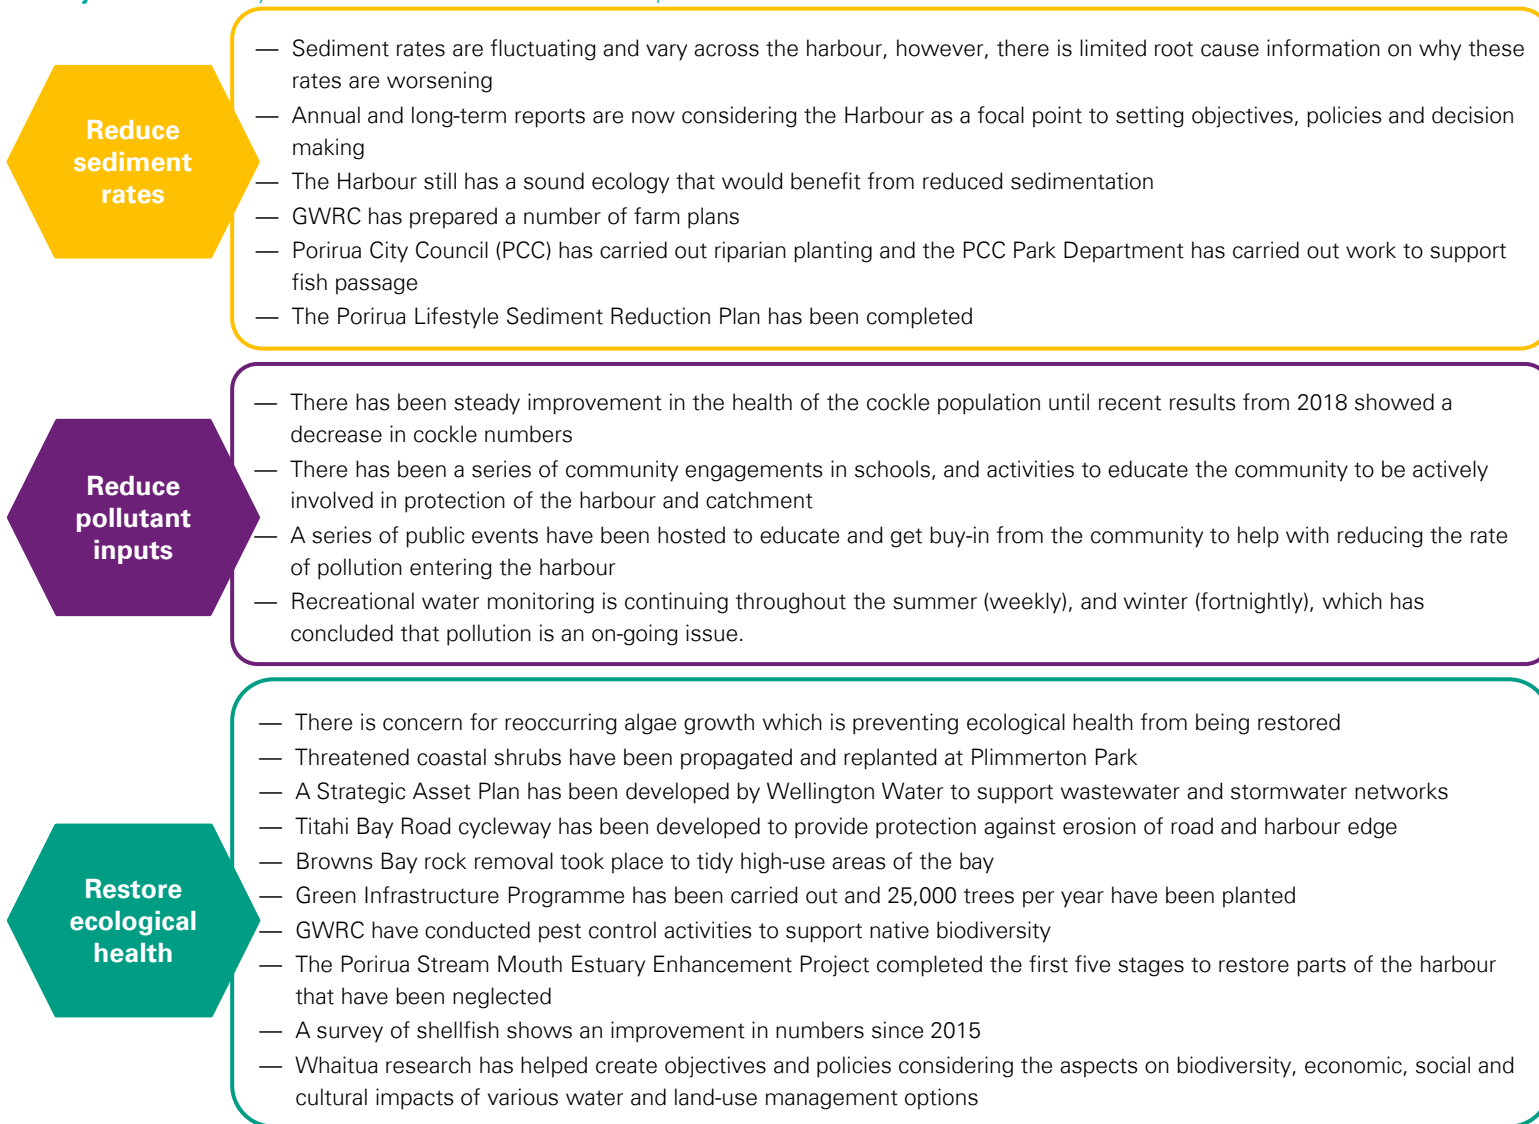 Reduce
sediment
rates
— Sediment rates are fluctuating and vary across the harbour, however, there is limited root cause information on why these
rates are worsening
— Annual and long-term reports are now considering the Harbour as a focal point to setting objectives, policies and decision
making
— The Harbour still has a sound ecology that would benefit from reduced sedimentation
— GWRC has prepared a number of farm plans
— Porirua City Council (PCC) has carried out riparian planting and the PCC Park Department has carried out work to support
fish passage
— The Porirua Lifestyle Sediment Reduction Plan has been completed
Reduce
pollutant
inputs
— There has been steady improvement in the health of the cockle population until recent results from 2018 showed a
decrease in cockle numbers
— There has been a series of community engagements in schools, and activities to educate the community to be actively
involved in protection of the harbour and catchment
— A series of public events have been hosted to educate and get buy-in from the community to help with reducing the rate
of pollution entering the harbour
— Recreational water monitoring is continuing throughout the summer (weekly), and winter (fortnightly), which has
concluded that pollution is an on-going issue.
Restore
ecological
health
— There is concern for reoccurring algae growth which is preventing ecological health from being restored
— Threatened coastal shrubs have been propagated and replanted at Plimmerton Park
— A Strategic Asset Plan has been developed by Wellington Water to support wastewater and stormwater networks
— Titahi Bay Road cycleway has been developed to provide protection against erosion of road and harbour edge
— Browns Bay rock removal took place to tidy high-use areas of the bay
— Green Infrastructure Programme has been carried out and 25,000 trees per year have been planted
— GWRC have conducted pest control activities to support native biodiversity
— The Porirua Stream Mouth Estuary Enhancement Project completed the first five stages to restore parts of the harbour
that have been neglected
— A survey of shellfish shows an improvement in numbers since 2015
— Whaitua research has helped create objectives and policies considering the aspects on biodiversity, economic, social and
cultural impacts of various water and land-use management options